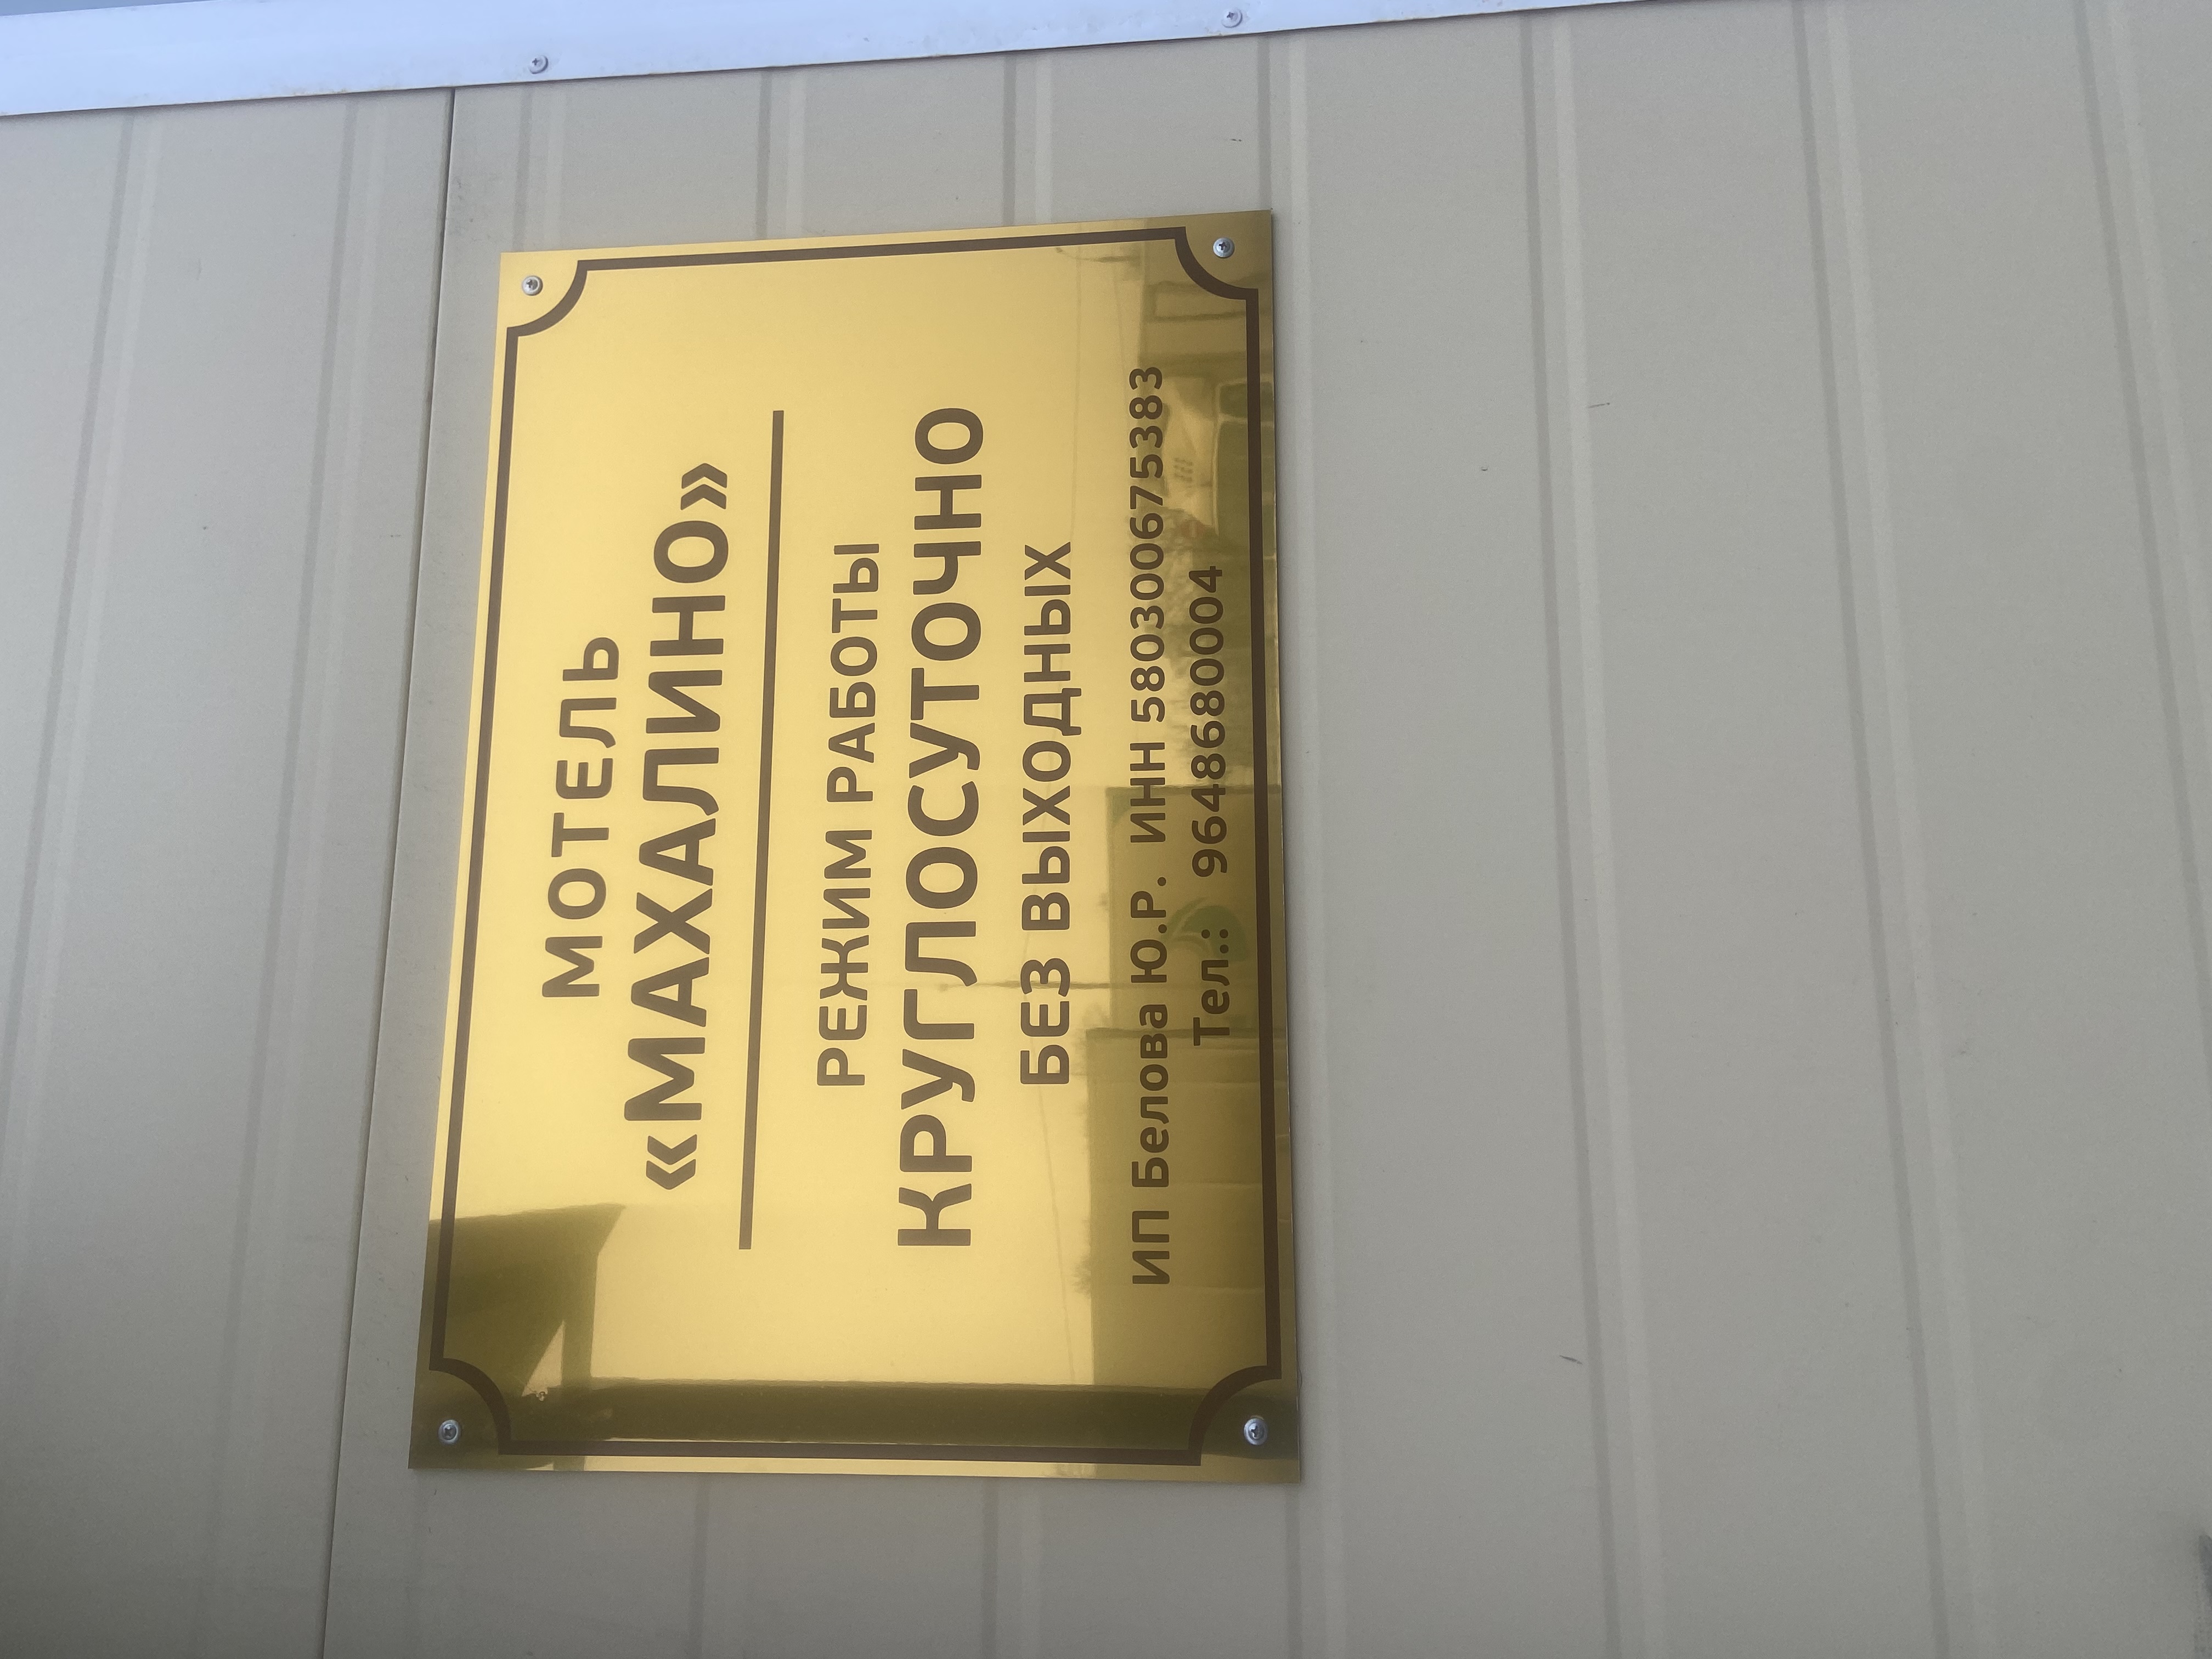 МОТЕЛЬ
«МАХАЛИНО»
РЕЖИМ РАБОТЫ
КРУГЛОСУТОЧНО
БЕЗ ВЫХОДНЫХ
ИП Белова Ю.Р. ИНН 580300675383
Тел.: 9648680004